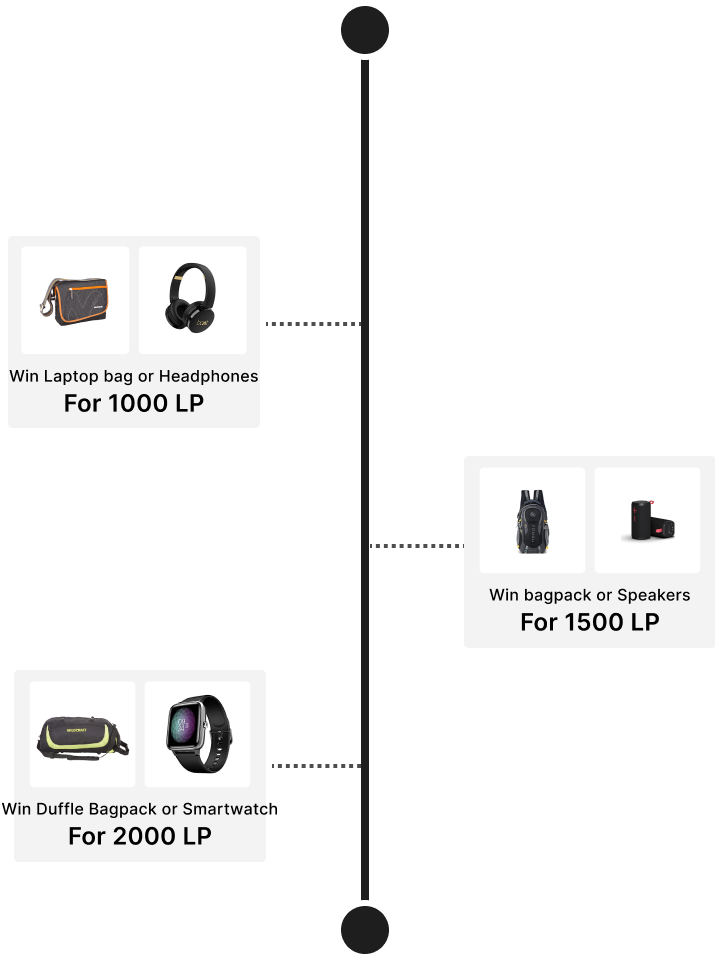 Win Laptop bag or Headphones
For 1000 LP
Win bagpack or Speakers
For 1500 LP
WILDCRAFT
Win Duffle Bagpack or Smartwatch
For 2000 LP